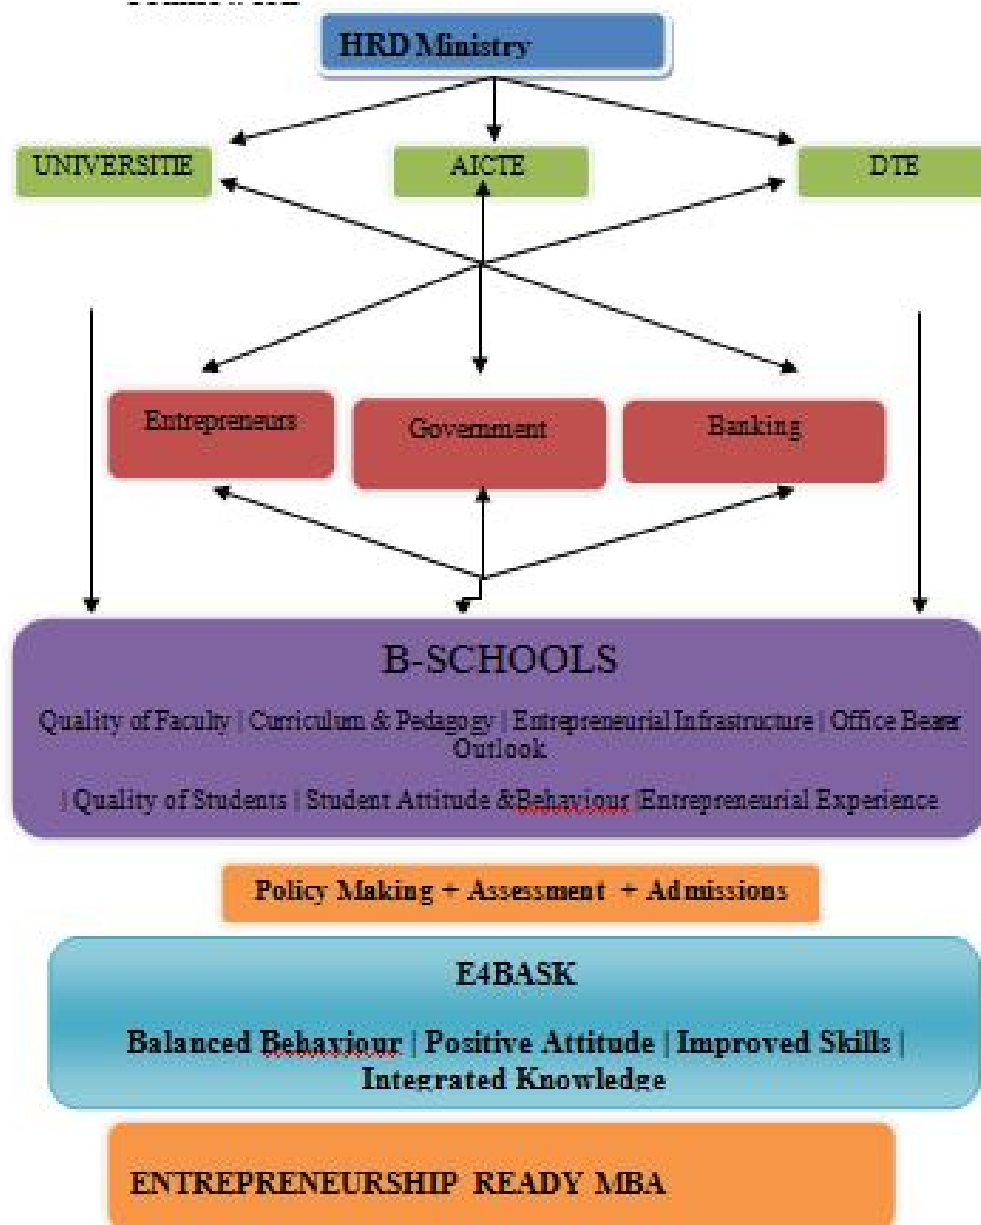 HRD Ministry
UNIVERSITIE
AICTE
DTE
Entrepreneurs
Government
Banking
B-SCHOOLS
Quality of Faculty | Curriculum & Pedagogy | Entrepreneurial Infrastructure | Office Bearer
Outlook
| Quality of Students | Student Attitude &Behaviour |Entrepreneurial Experience
Policy Making + Assessment + Admissions
E4BASK
Balanced Behaviour | Positive Attitude | Improved Skills |
Integrated Knowledge
ENTREPRENEURSHIP READY MBA